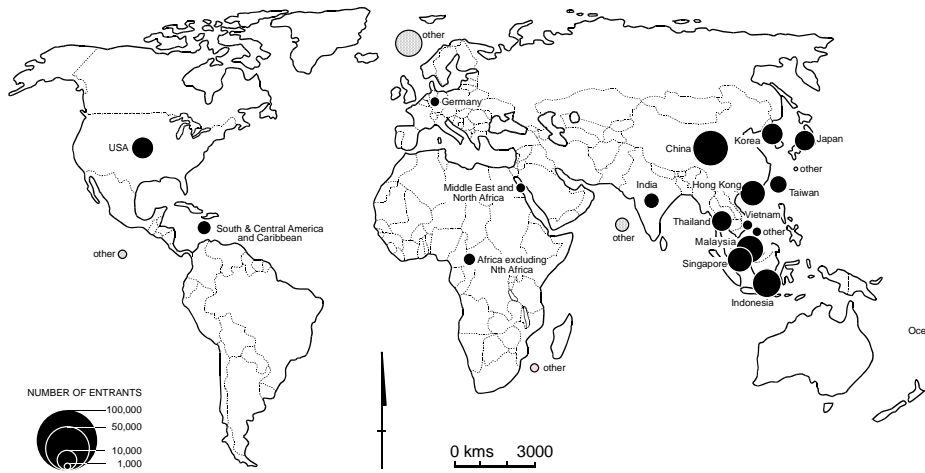 other
Germany
USA
China
Korea
Japan
other
India
Hong Kong
Taiwan
Middle East and
North Africa
Thailand
Vietnam
other
South & Central America
and Caribbean
other
other
Malaysia
Singapore
Africa excluding
Nth Africa
Indonesia
Oce
other
NUMBER OF ENTRANTS
100,000
50,000
10,000
1,000
0 kms 3000